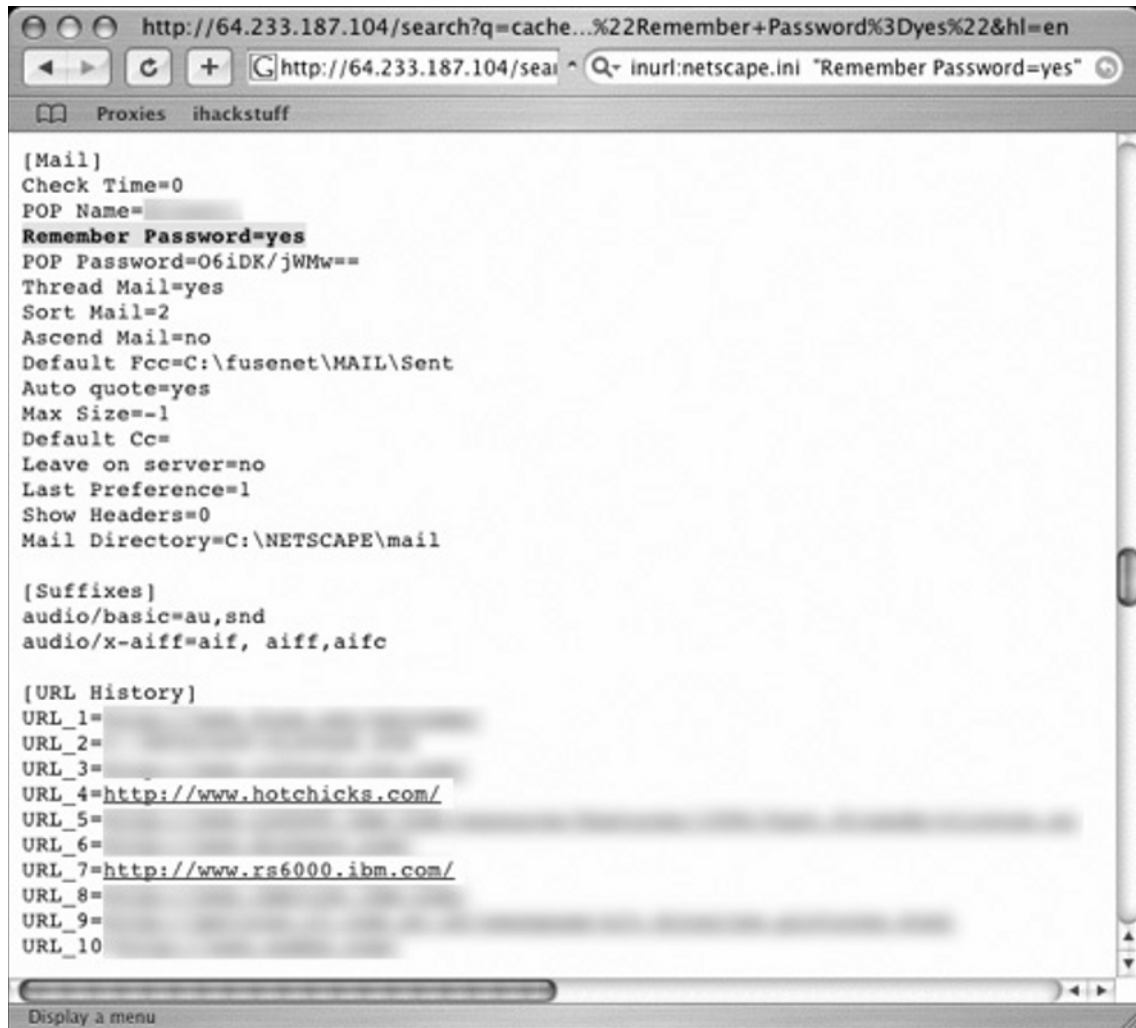 http://64.233.187.104/search?q=cache...%22Remember+Password%3Dyes%22&hl=en
http://64.233.187.104/sear inurl:netscape.ini "Remember Password=yes"
Proxies ihackstuff
[Mail]
Check Time=0
POP Name=
Remember Password=yes
POP Password=O6iDK/jWMw==
Thread Mail=yes
Sort Mail=2
Ascend Mail=no
Default Fcc=C:\fusenet\MAIL\Sent
Auto quote=yes
Max Size=-1
Default Cc=
Leave on server=no
Last Preference=1
Show Headers=0
Mail Directory=C:\NETSCAPE\mail
[Suffixes]
audio/basic=au,snd
audio/x-aiff=aif, aiff,aifc
[URL History]
URL_1=
URL_2=
URL_3=
URL_4=http://www.hotchicks.com/
URL_5=
URL_6=
URL_7=http://www.rs6000.ibm.com/
URL_8=
URL_9=
URL_10
Display a menu